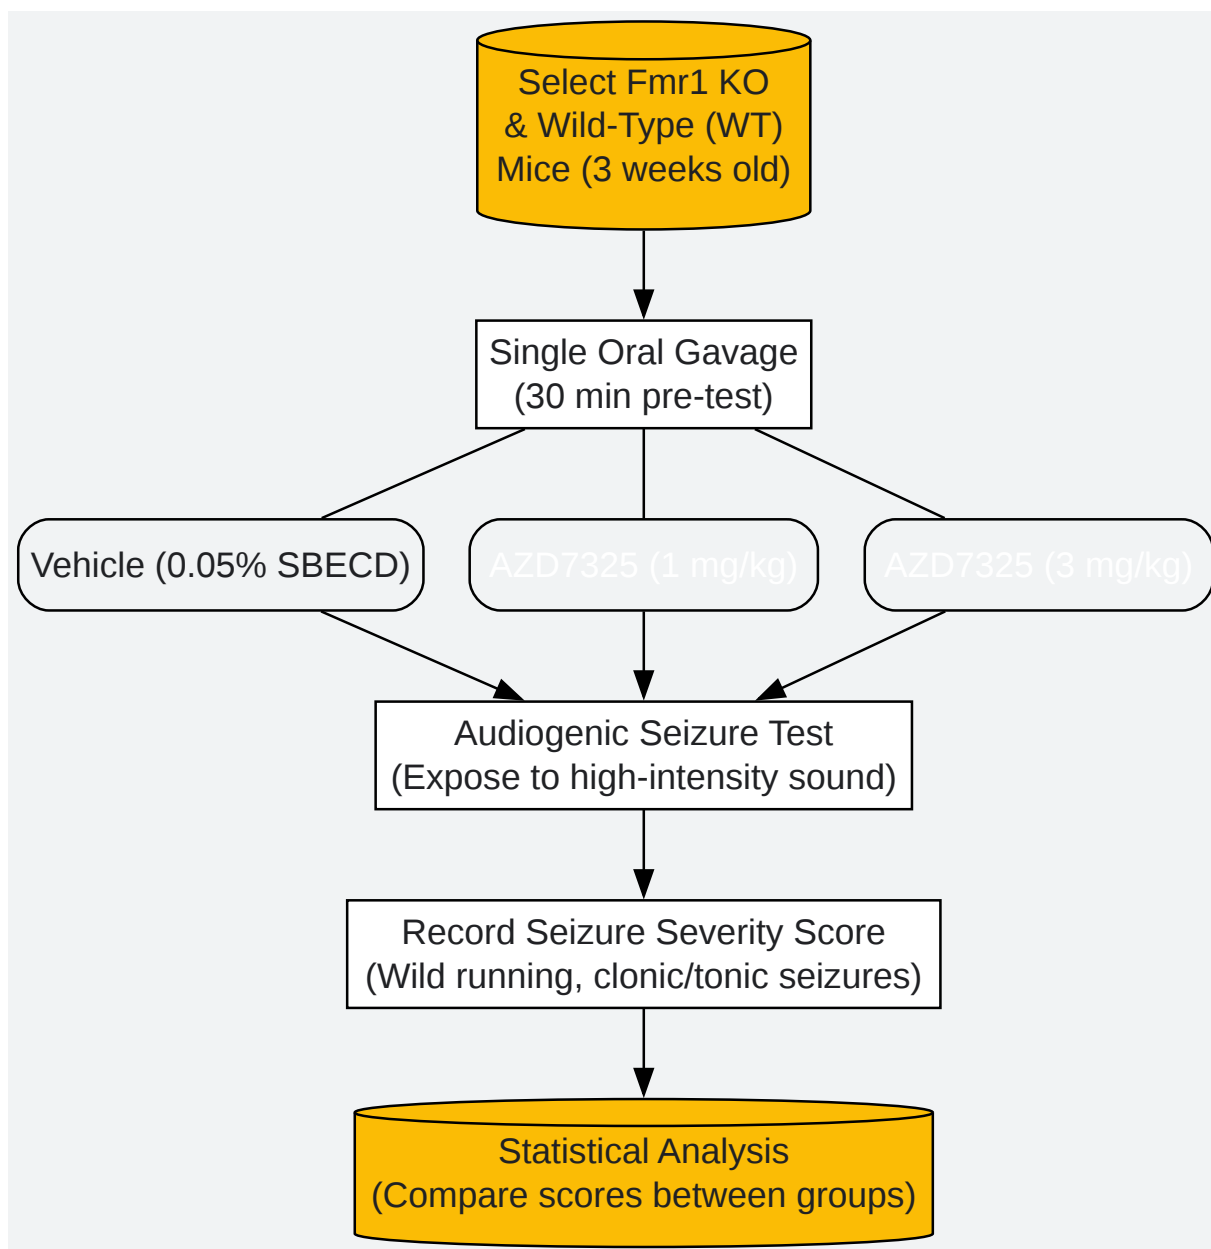 Select Fmr1 KO
& Wild-Type (WT)
Mice (3 weeks old)
Single Oral Gavage
(30 min pre-test)
Vehicle (0.05% SBECD)
AZD7325 (1 mg/kg)
AZD7325 (3 mg/kg)
Audiogenic Seizure Test
(Expose to high-intensity sound)
Record Seizure Severity Score
(Wild running, clonic/tonic seizures)
Statistical Analysis
(Compare scores between groups)